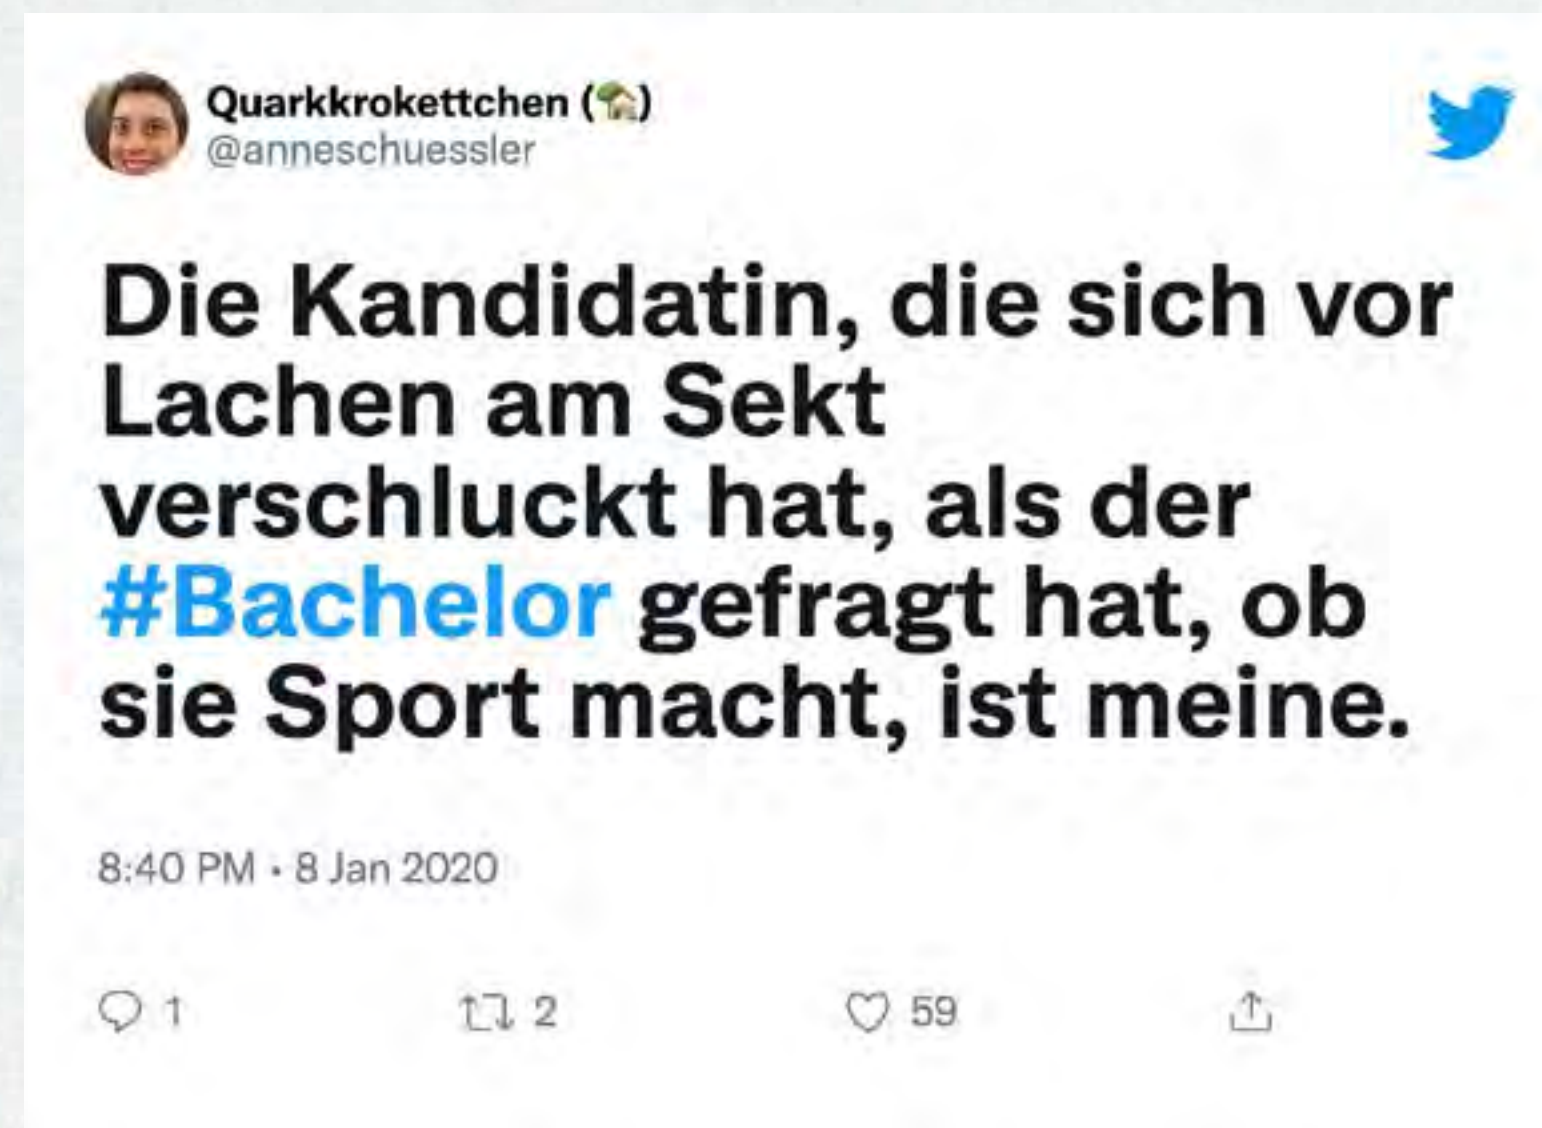 Quarkkrokettchen (🏡)
@anneschuessler
Die Kandidatin, die sich vor
Lachen am Sekt
verschluckt hat, als der
#Bachelor gefragt hat, ob
sie Sport macht, ist meine.
8:40 PM · 8 Jan 2020
1 2 59